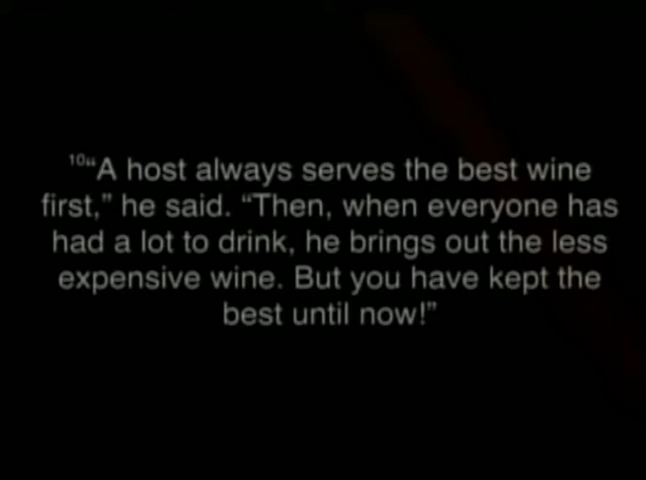 ¹⁰“A host always serves the best wine
first,” he said. “Then, when everyone has
had a lot to drink, he brings out the less
expensive wine. But you have kept the
best until now!”